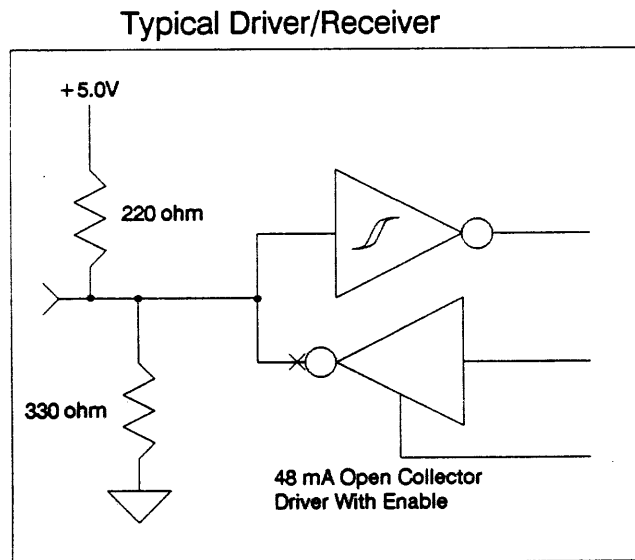 Typical Driver/Receiver
+5.0V
220 ohm
330 ohm
48 mA Open Collector
Driver With Enable